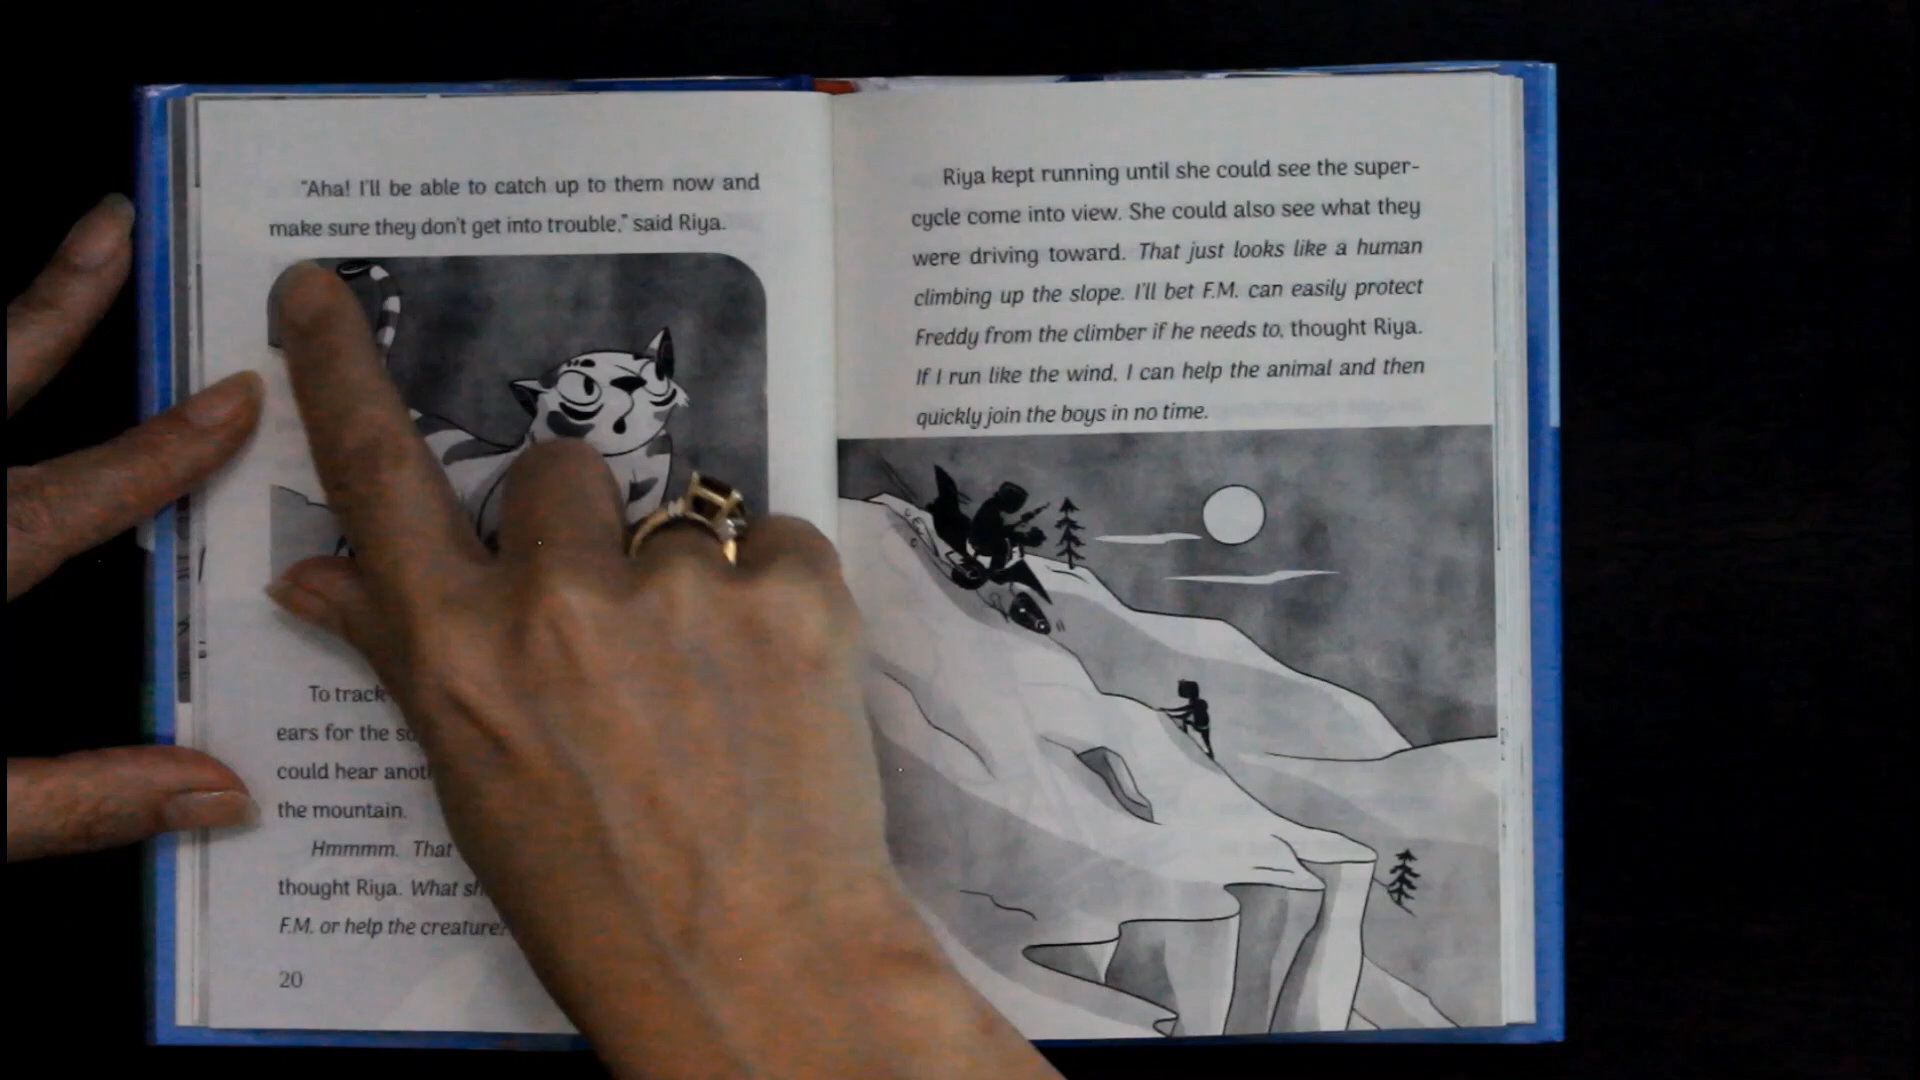 "Aha! I'll be able to catch up to them now and
make sure they don't get into trouble," said Riya.
To track
ears for the
could hear
the mountain.
Hmmmm. That
thought Riya. What
F.M. or help the creature?
20
Riya kept running until she could see the super-
cycle come into view. She could also see what they
were driving toward. That just looks like a human
climbing up the slope. I'll bet F.M. can easily protect
Freddy from the climber if he needs to, thought Riya.
If I run like the wind, I can help the animal and then
quickly join the boys in no time.